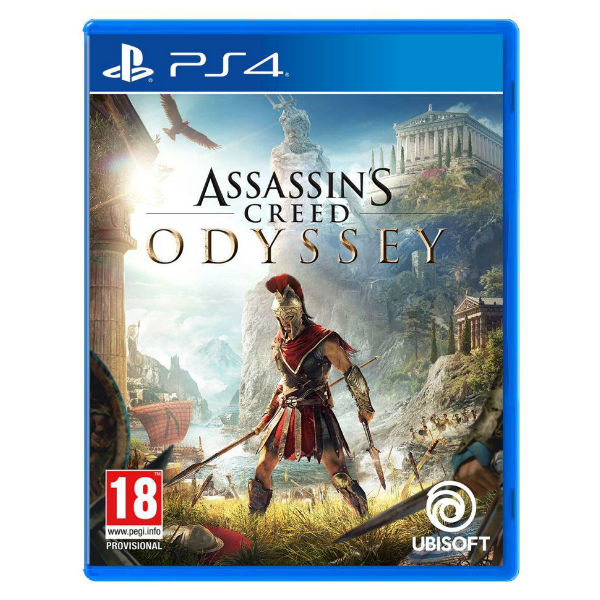 PS4
ASSASSIN'S
CREED
ODYSSEY
18
www.pegi.info
PROVISIONAL
UBISOFT